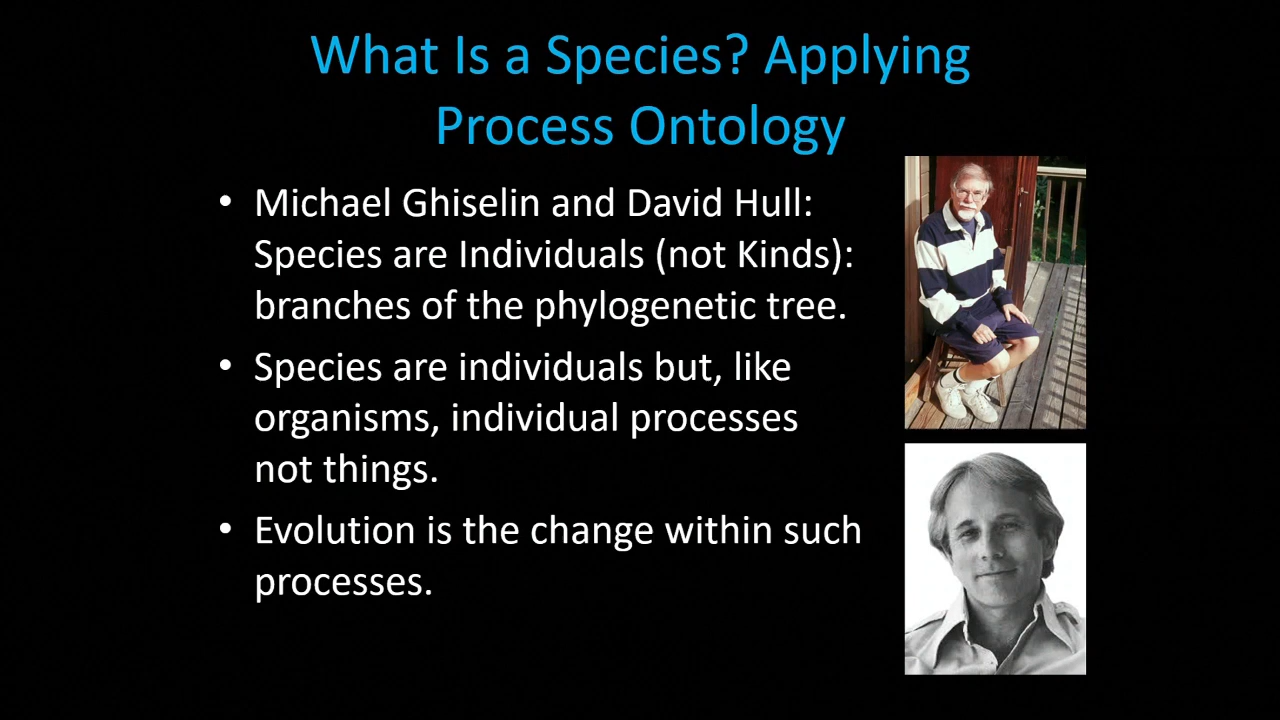 What Is a Species? Applying
Process Ontology
• Michael Ghiselin and David Hull:
Species are Individuals (not Kinds):
branches of the phylogenetic tree.
• Species are individuals but, like
organisms, individual processes
not things.
• Evolution is the change within such
processes.